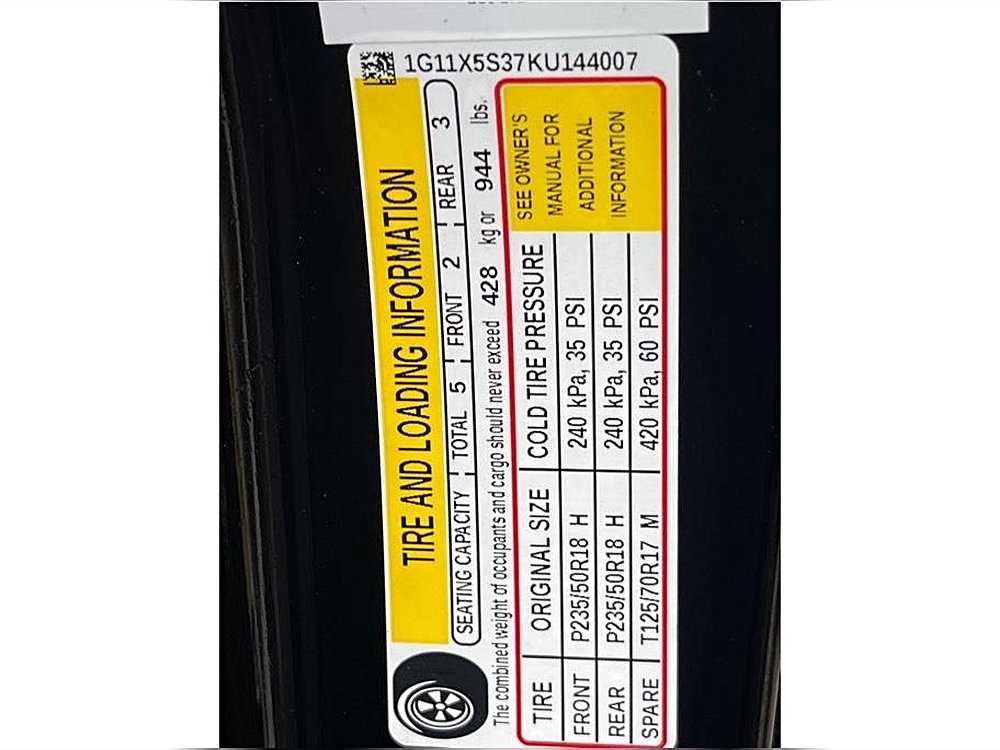 1G11X5S37KU144007
TIRE AND LOADING INFORMATION
SEATING CAPACITY TOTAL 5 FRONT 2 REAR 3
The combined weight of occupants and cargo should never exceed 428 kg or 944 lbs.
TIRE ORIGINAL SIZE COLD TIRE PRESSURE
FRONT P235/50R18 H 240 kPa, 35 PSI
REAR P235/50R18 H 240 kPa, 35 PSI
SPARE T125/70R17 M 420 kPa, 60 PSI
SEE OWNER'S
MANUAL FOR
ADDITIONAL
INFORMATION